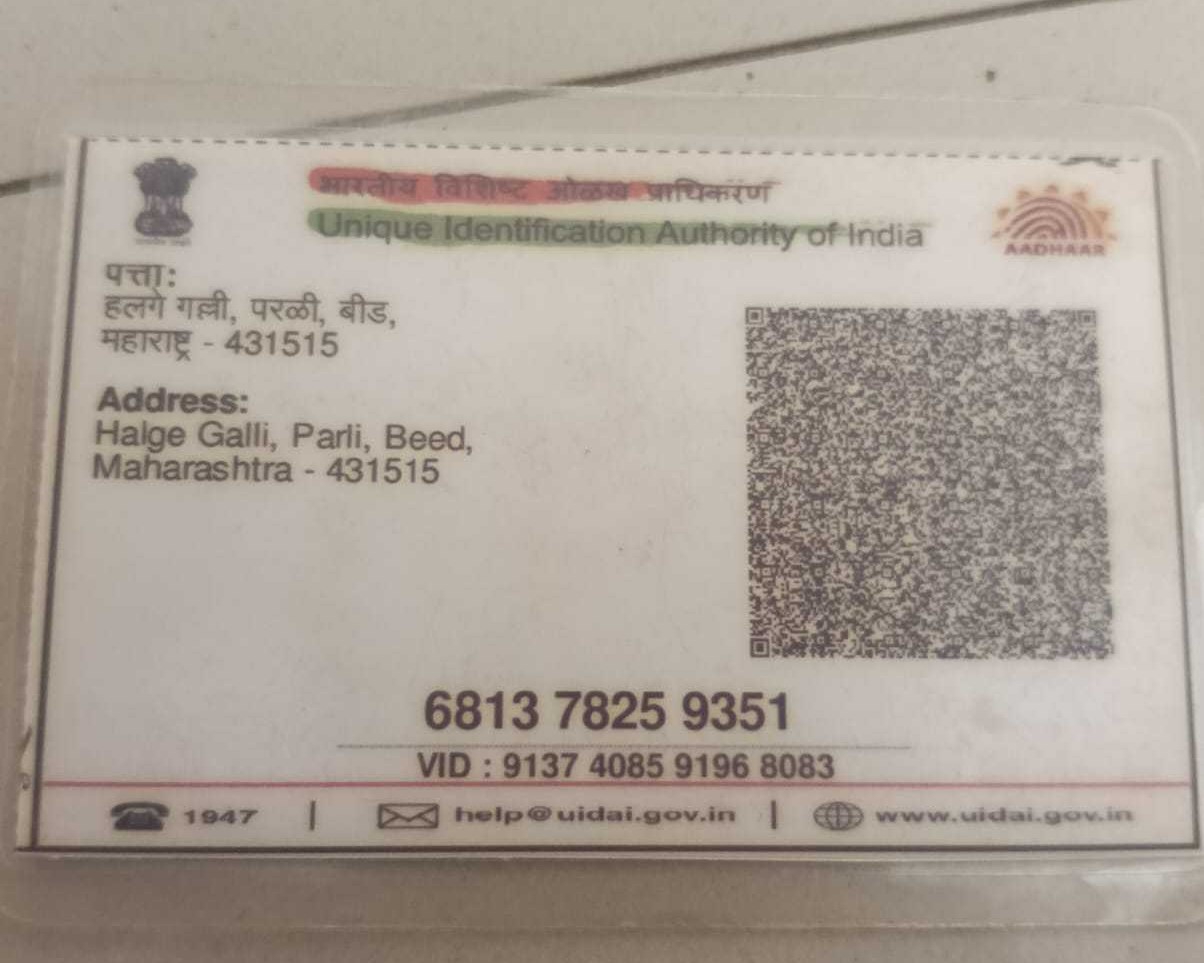 भारतीय विशिष्ट ओळख प्राधिकरण
Unique Identification Authority of India
AADHAAR
पत्ता:
हलगे गल्ली, परळी, बीड,
महाराष्ट्र - 431515
Address:
Halge Galli, Parli, Beed,
Maharashtra - 431515
6813 7825 9351
VID : 9137 4085 9196 8083
1947 | help@uidai.gov.in | www.uidai.gov.in